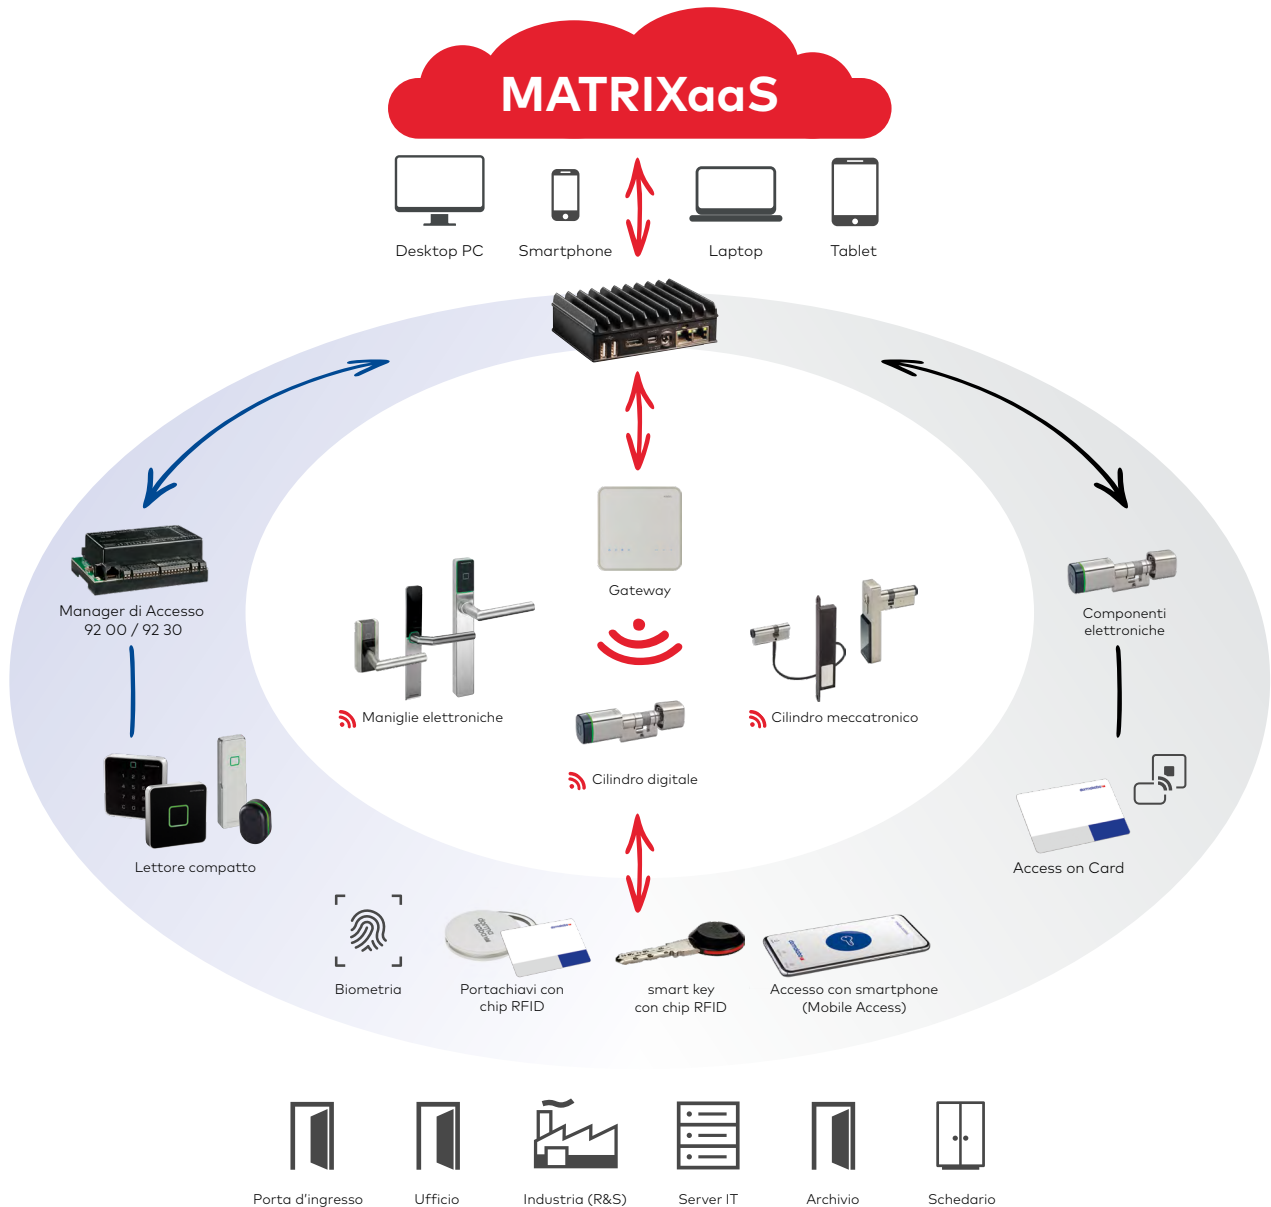 MATRIXaaS
Desktop PC
Smartphone
Laptop
Tablet
Gateway
Manager di Accesso
92 00 / 92 30
Componenti
elettroniche
Maniglie elettroniche
Cilindro meccatronico
Cilindro digitale
Lettore compatto
Access on Card
Biometria
Portachiavi con
chip RFID
smart key
con chip RFID
Accesso con smartphone
(Mobile Access)
Porta d'ingresso
Ufficio
Industria (R&S)
Server IT
Archivio
Schedario